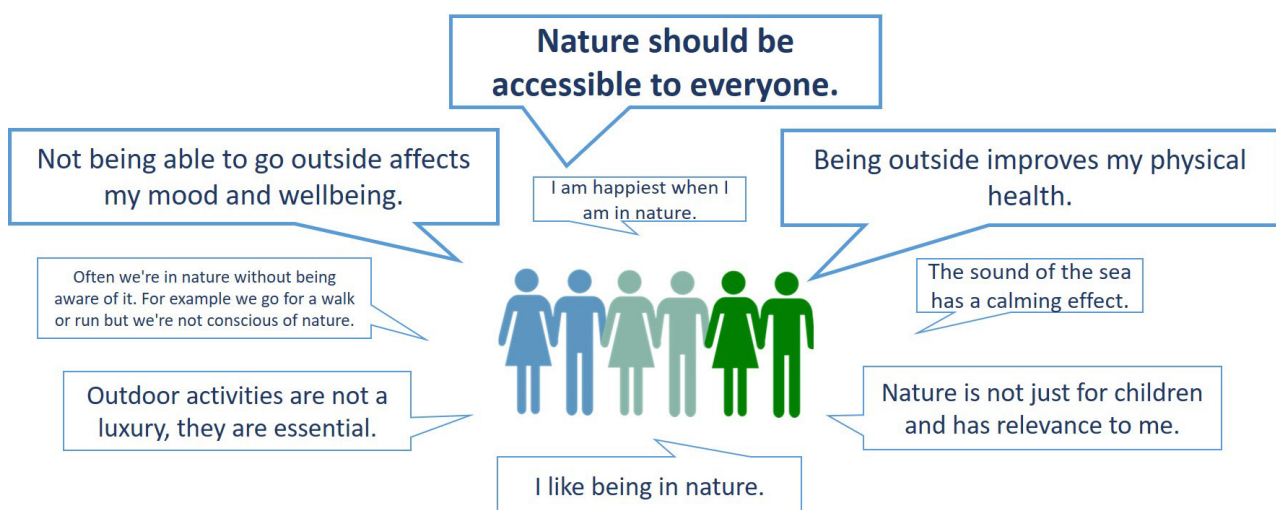 Nature should be
accessible to everyone.
Not being able to go outside affects
my mood and wellbeing.
I am happiest when I
am in nature.
Being outside improves my physical
health.
Often we're in nature without being
aware of it. For example we go for a walk
or run but we're not conscious of nature.
The sound of the sea
has a calming effect.
Outdoor activities are not a
luxury, they are essential.
Nature is not just for children
and has relevance to me.
I like being in nature.